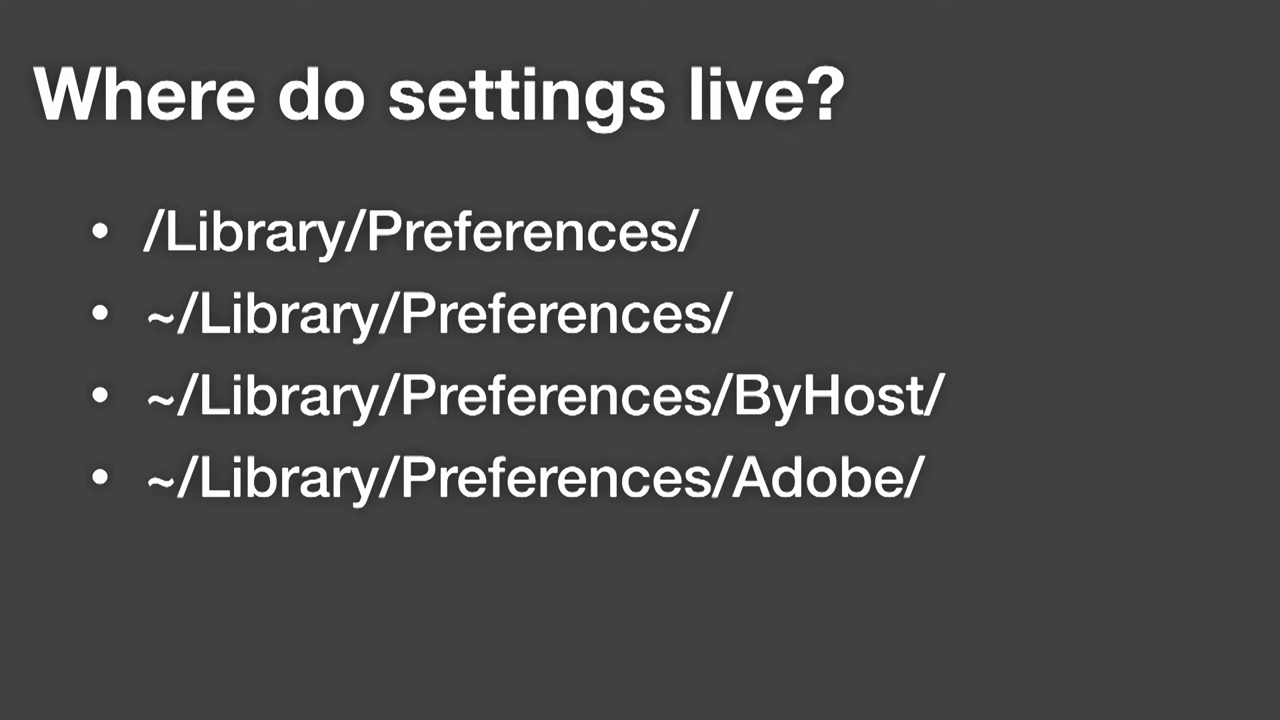 Where do settings live?
• /Library/Preferences/
• ~/Library/Preferences/
• ~/Library/Preferences/ByHost/
• ~/Library/Preferences/Adobe/